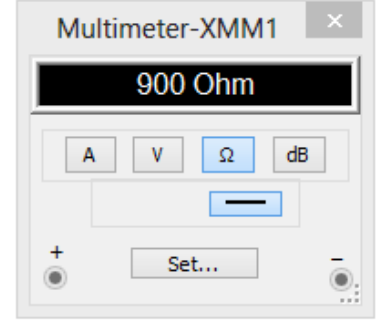 Multimeter-XMM1 ×
900 Ohm
A V Ω dB
+ Set... −